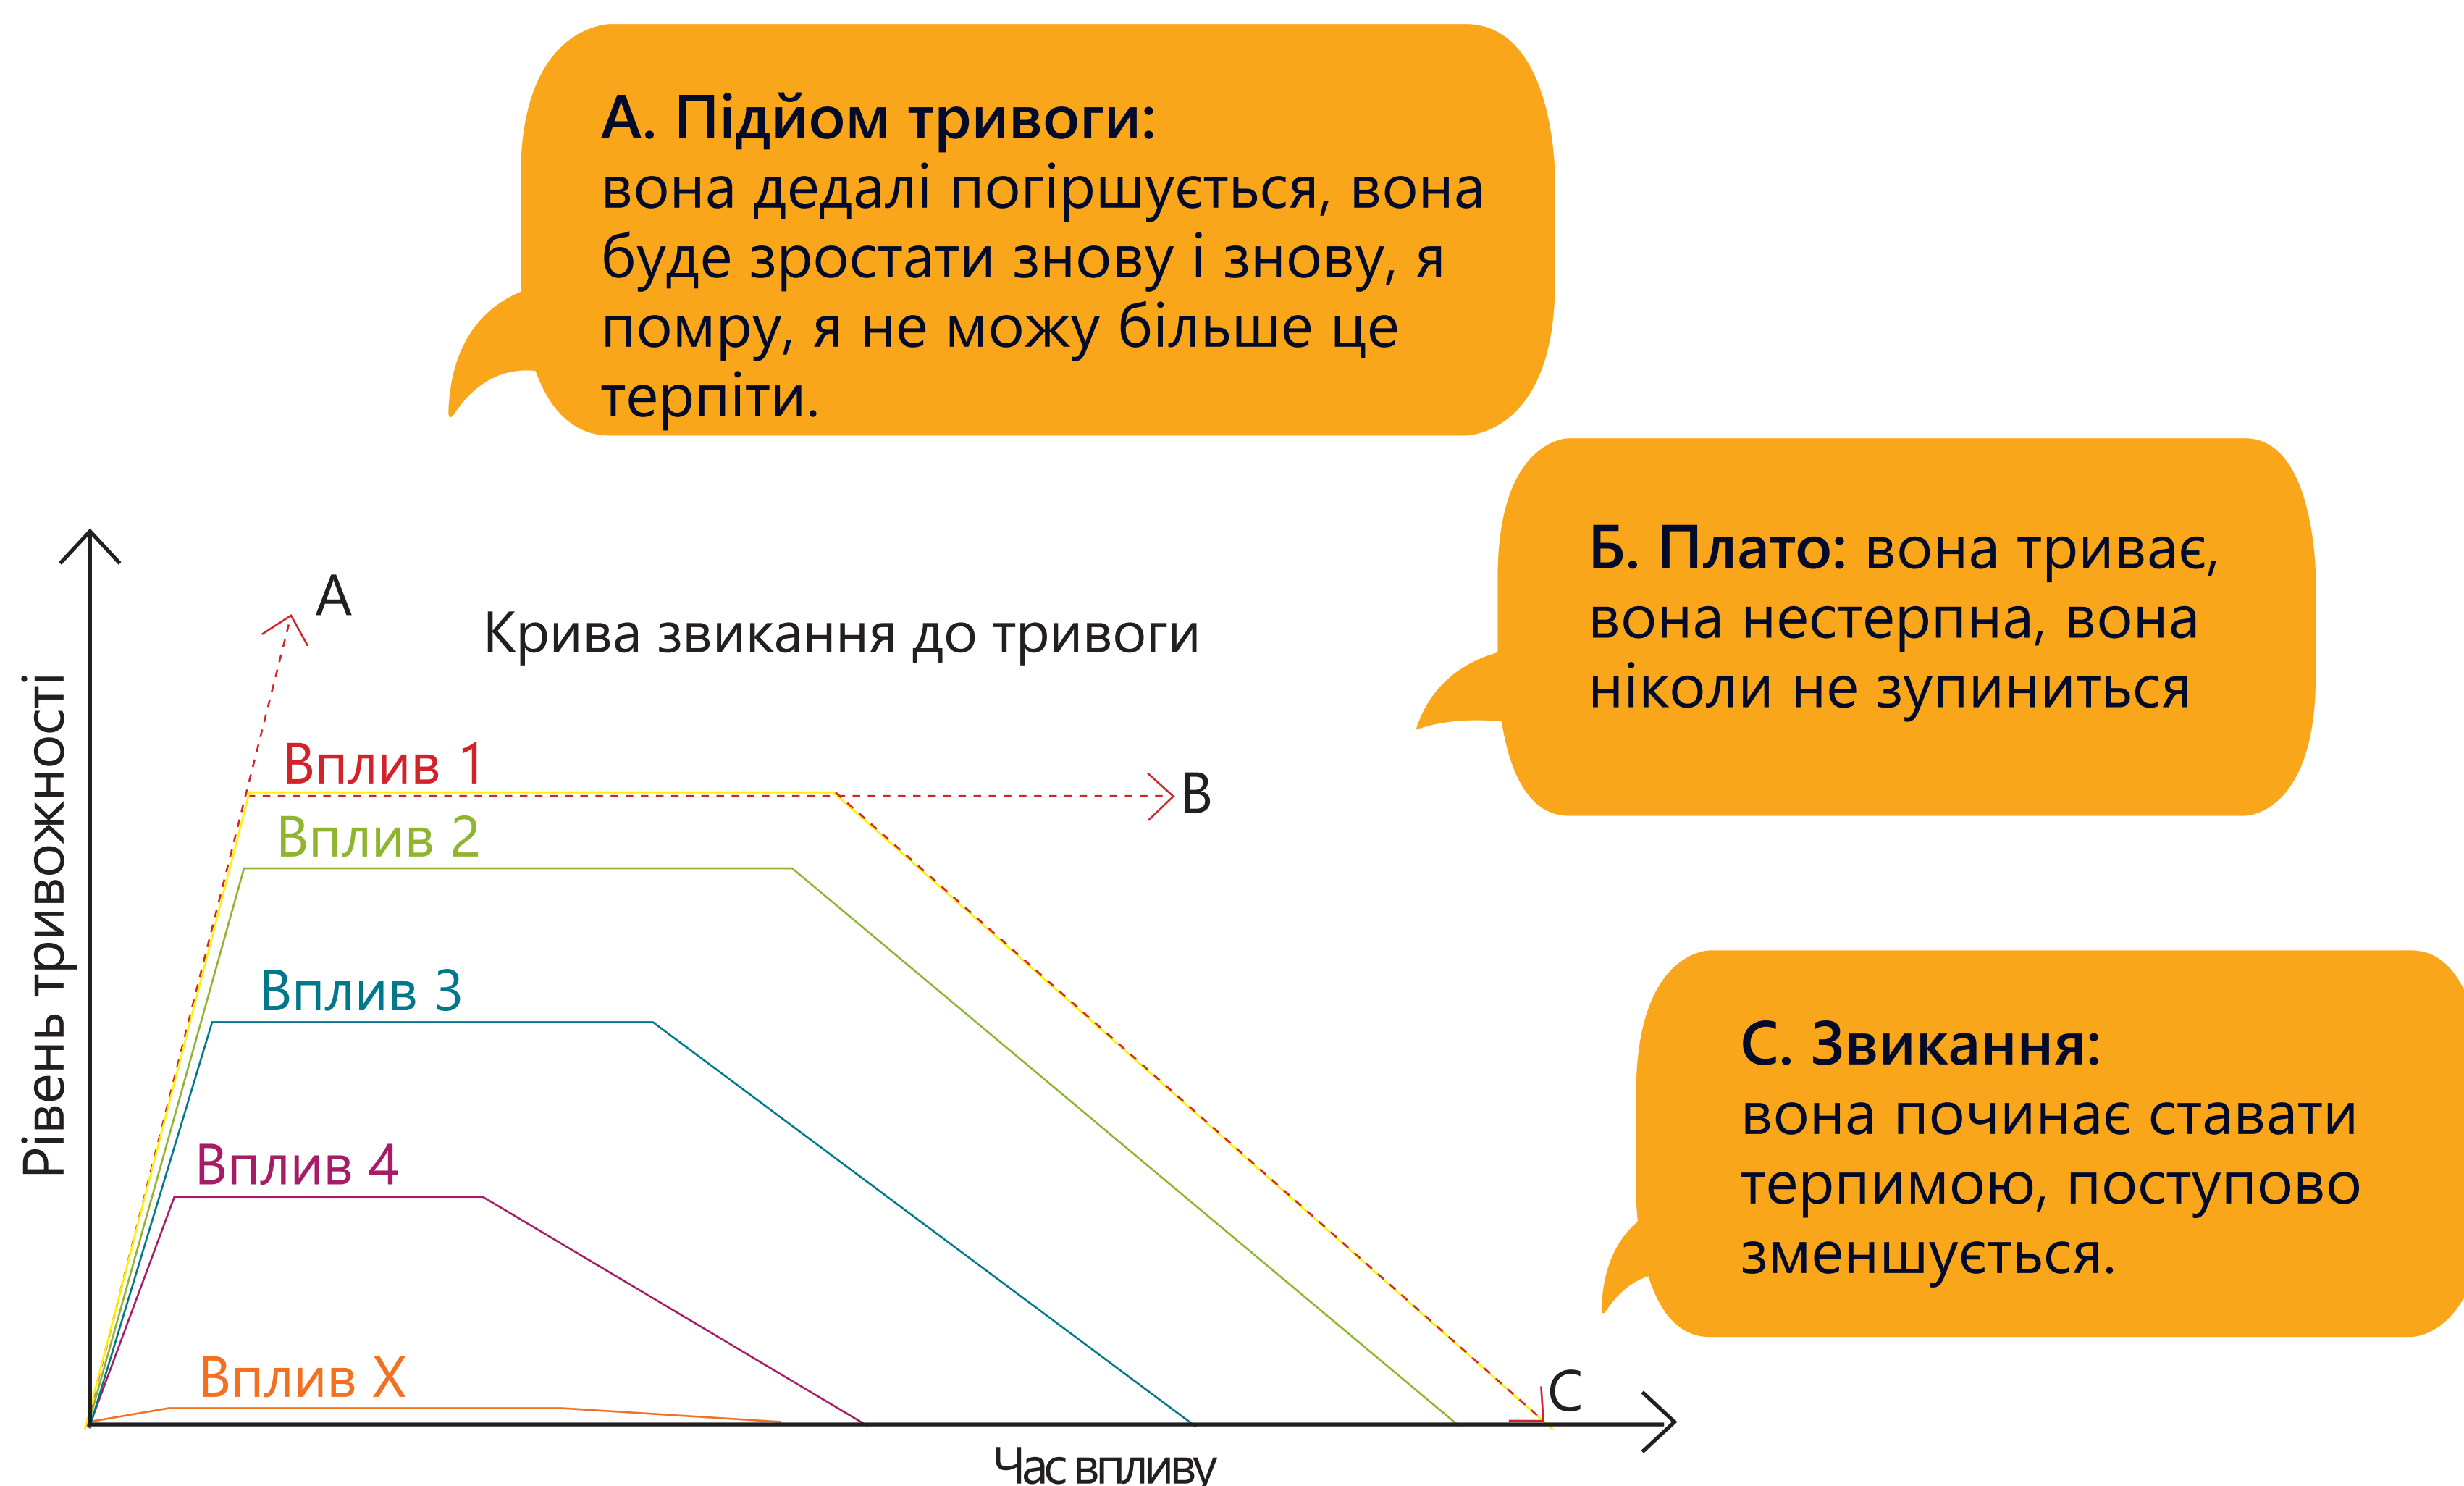 А. Підйом тривоги:
вона дедалі погіршується, вона
буде зростати знову і знову, я
помру, я не можу більше це
терпіти.
Б. Плато: вона триває,
вона нестерпна, вона
ніколи не зупиниться
С. Звикання:
вона починає ставати
терпимою, поступово
зменшується.
Крива звикання до тривоги
Рівень тривожності
A
Вплив 1
B
Вплив 2
Вплив 3
Вплив 4
Вплив X
C
Час впливу